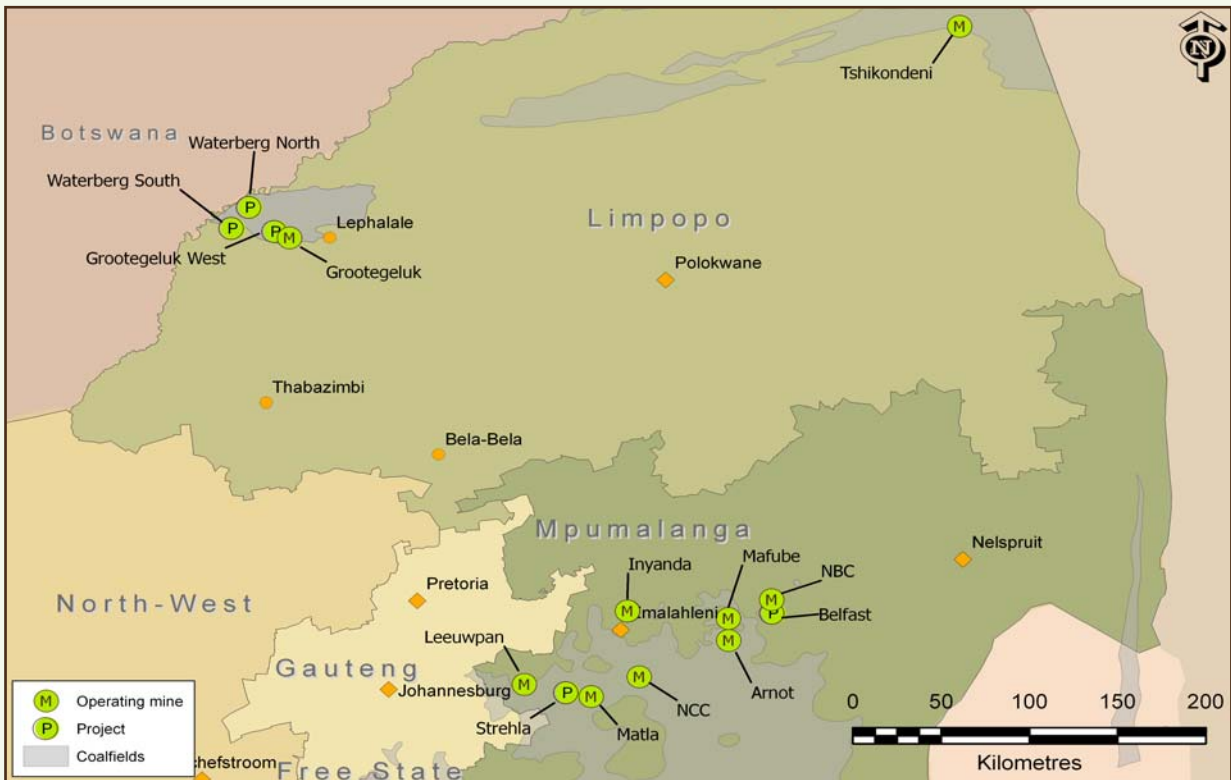 N
M
Tshikondeni
Botswana
Waterberg North
Waterberg South
P
P
P
M
Lephalale
Grootegeluk West
Grootegeluk
Limpopo
Polokwane
Thabazimbi
Bela-Bela
Mpumalanga
Nelspruit
Inyanda
Mafube
NBC
M
M
M
P
Belfast
Pretoria
malahleni
M
North-West
Leeuwpan
Gauteng
Johannesburg
M
P
M
M
Strehla
Matla
NCC
Arnot
chefstroom
Free State
M Operating mine
P Project
Coalfields
0 50 100 150 200
Kilometres